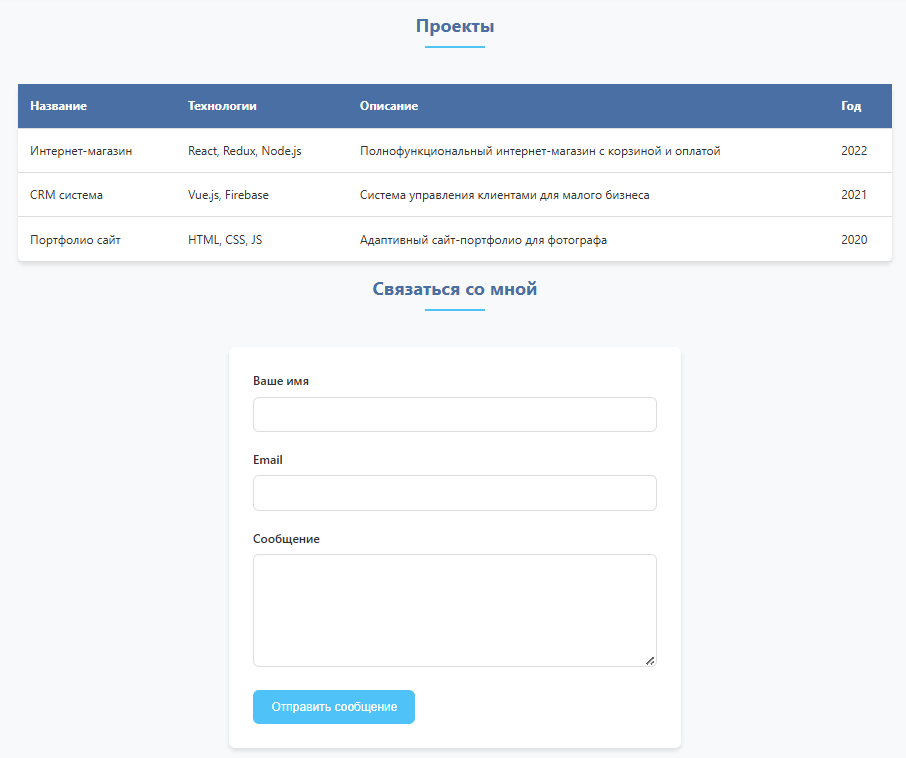 Проекты
Название Технологии Описание Год
Интернет-магазин React, Redux, Node.js Полнофункциональный интернет-магазин с корзиной и оплатой 2022
CRM система Vue.js, Firebase Система управления клиентами для малого бизнеса 2021
Портфолио сайт HTML, CSS, JS Адаптивный сайт-портфолио для фотографа 2020
Связаться со мной
Ваше имя
Email
Сообщение
Отправить сообщение